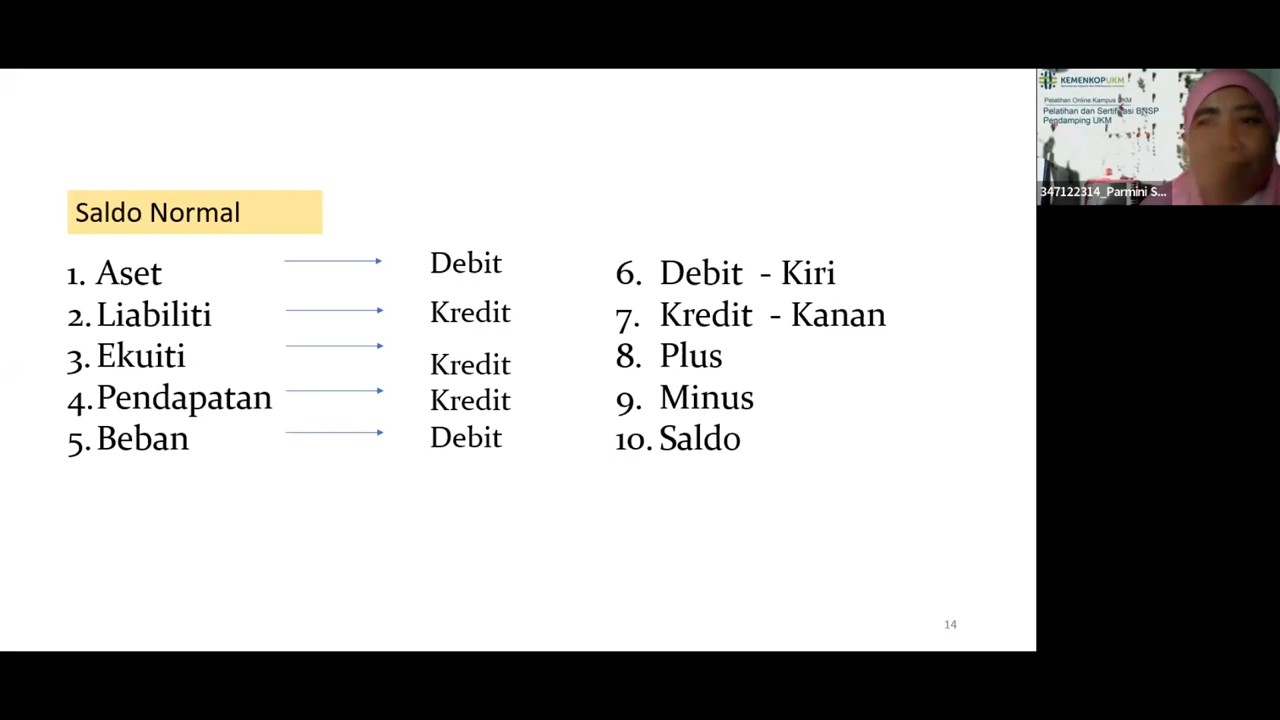 KEMENKOPUKM
Pelatihan Online Kampus UKM
Pelatihan dan Sertifikasi BNSP
Pendamping UKM
347122314_Parmini S...
Saldo Normal
1. Aset Debit
2. Liabiliti Kredit
3. Ekuiti Kredit
4. Pendapatan Kredit
5. Beban Debit
6. Debit - Kiri
7. Kredit - Kanan
8. Plus
9. Minus
10. Saldo
14